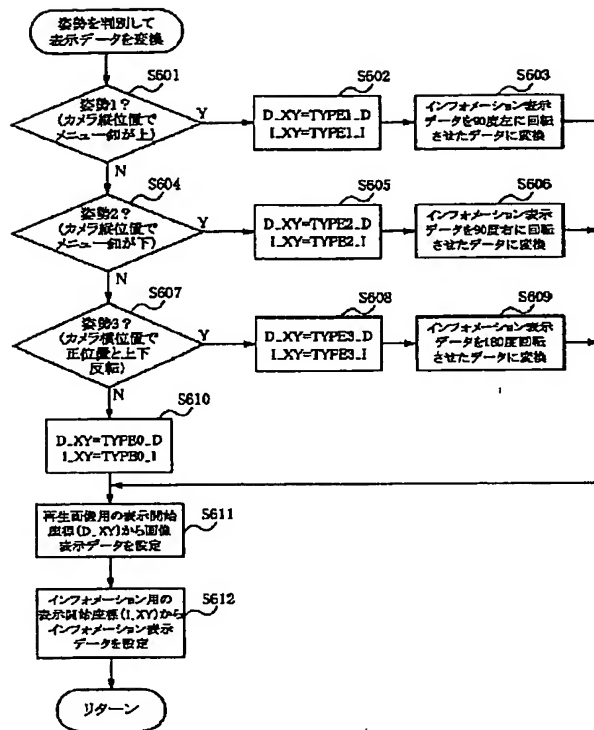 姿勢を判別して
表示データを変換
S601
姿勢1?
(カメラ縦位置で
メニュー釦が上)
Y
N
S602
D_XY=TYPE1_D
I_XY=TYPE1_I
S603
インフォメーション表示
データを90度左に回転
させたデータに変換
S604
姿勢2?
(カメラ縦位置で
メニュー釦が下)
Y
N
S605
D_XY=TYPE2_D
I_XY=TYPE2_I
S606
インフォメーション表示
データを90度右に回転
させたデータに変換
S607
姿勢3?
(カメラ横位置で
正位置と上下
反転)
Y
N
S608
D_XY=TYPE3_D
I_XY=TYPE3_I
S609
インフォメーション表示
データを180度回転
させたデータに変換
S610
D_XY=TYPE0_D
I_XY=TYPE0_I
S611
再生画像用の表示開始
座標(D_XY)から画像
表示データを設定
S612
インフォメーション用の
表示開始座標(I_XY)から
インフォメーション表示
データを設定
リターン